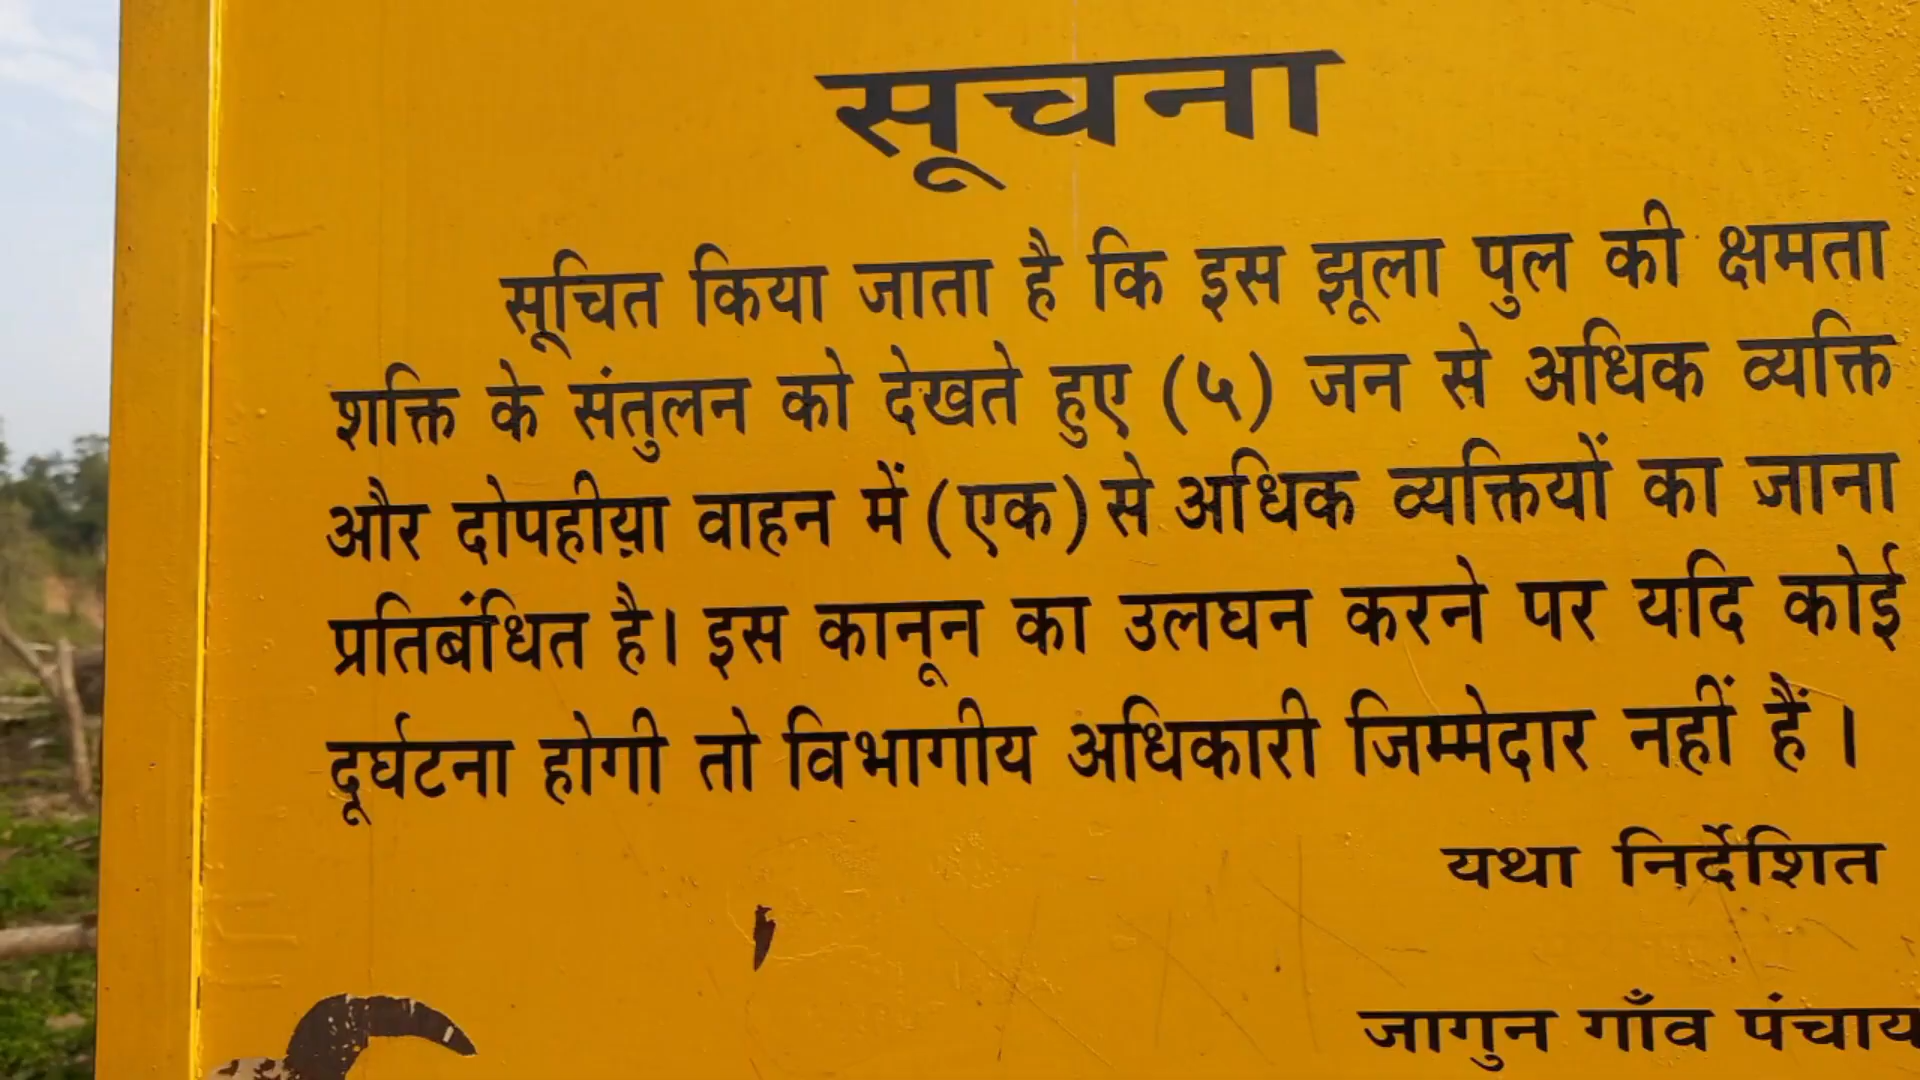 सूचना
सूचित किया जाता है कि इस झूला पुल की क्षमता
शक्ति के संतुलन को देखते हुए (५) जन से अधिक व्यक्ति
और दोपहीय़ा वाहन में (एक) से अधिक व्यक्तियों का जाना
प्रतिबंधित है। इस कानून का उलघन करने पर यदि कोई
दूर्घटना होगी तो विभागीय अधिकारी जिम्मेदार नहीं हैं।
यथा निर्देशित
जागुन गाँव पंचाय